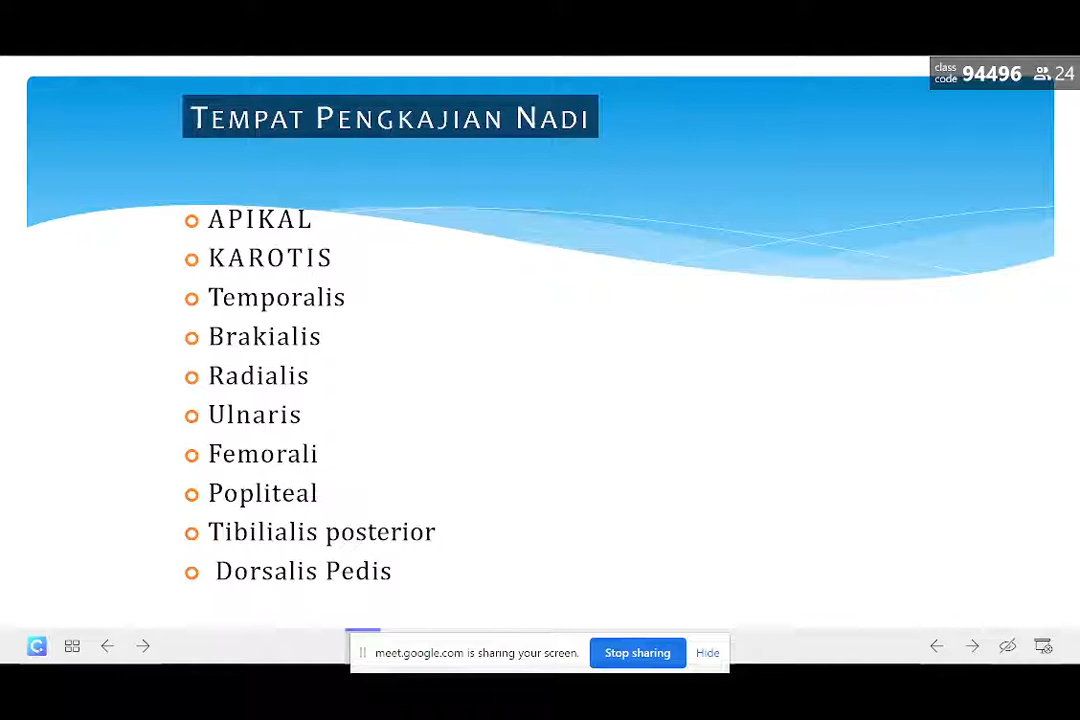 class
code 94496 24
TEMPAT PENGKAJIAN NADI
APIKAL
KAROTIS
Temporalis
Brakialis
Radialis
Ulnaris
Femorali
Popliteal
Tibilialis posterior
Dorsalis Pedis
meet.google.com is sharing your screen. Stop sharing Hide